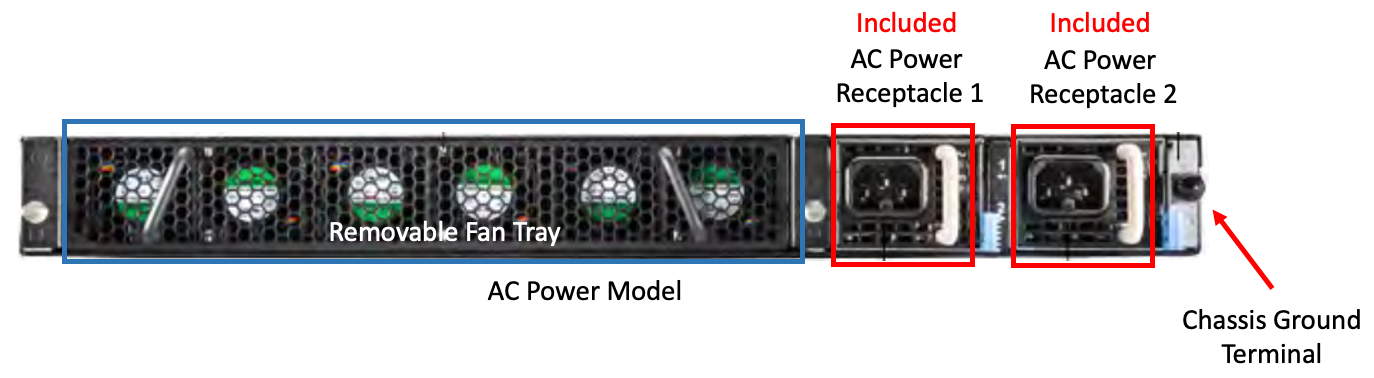 Included
AC Power
Receptacle 1
Included
AC Power
Receptacle 2
Removable Fan Tray
AC Power Model
Chassis Ground
Terminal